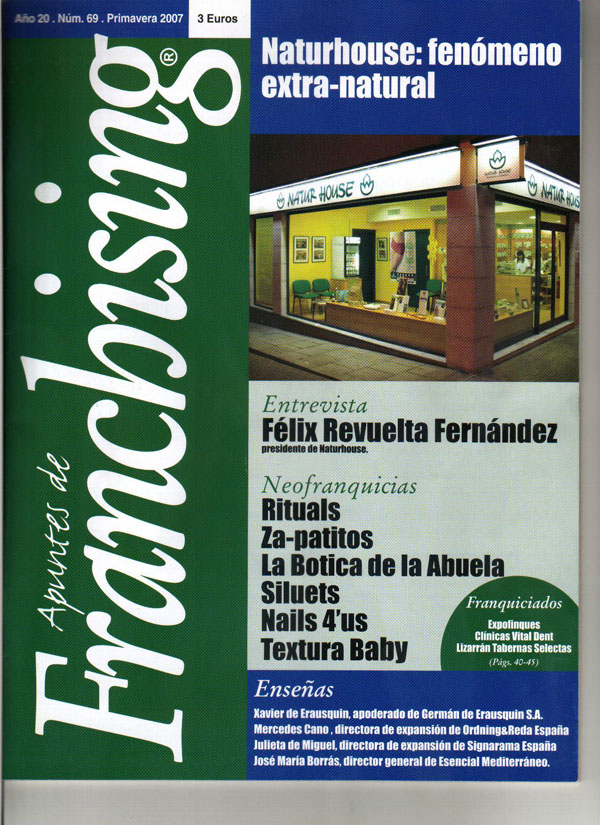 Año 20 . Núm. 69 . Primavera 2007
3 Euros
Apuntes de
Franchising®
Naturhouse: fenómeno
extra-natural
NATUR HOUSE
NATUR HOUSE
NATUR HOUSE
Entrevista
Félix Revuelta Fernández
presidente de Naturhouse.
Neofranquicias
Rituals
Za-patitos
La Botica de la Abuela
Siluets
Nails 4'us
Textura Baby
Franquiciados
Expofinques
Clínicas Vital Dent
Lizarrán Tabernas Selectas
(Págs. 40-45)
Enseñas
Xavier de Erausquin, apoderado de Germán de Erausquin S.A.
Mercedes Cano , directora de expansión de Ordning&Reda España
Julieta de Miguel, directora de expansión de Signarama España
José María Borrás, director general de Esencial Mediterráneo.